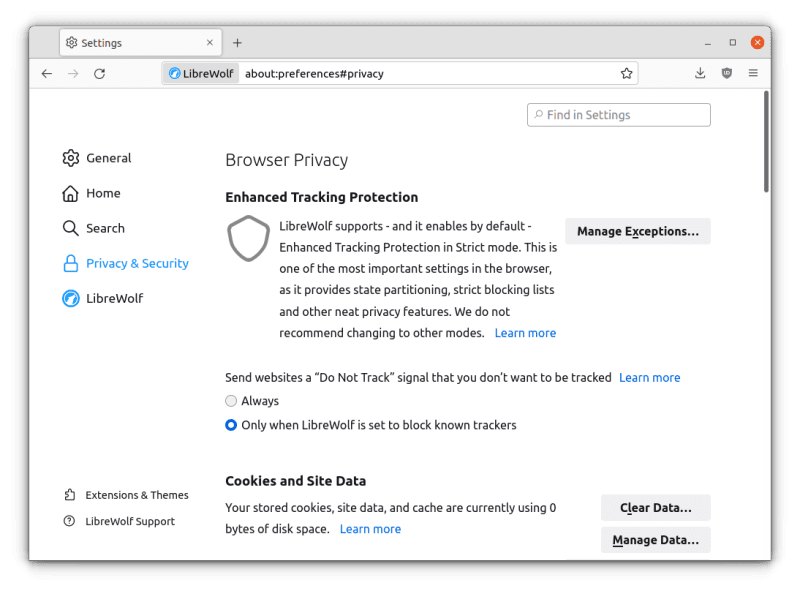 Settings
LibreWolf about:preferences#privacy
Find in Settings
General
Home
Search
Privacy & Security
LibreWolf
Extensions & Themes
LibreWolf Support
Browser Privacy
Enhanced Tracking Protection
LibreWolf supports - and it enables by default -
Enhanced Tracking Protection in Strict mode. This is
one of the most important settings in the browser,
as it provides state partitioning, strict blocking lists
and other neat privacy features. We do not
recommend changing to other modes. Learn more
Manage Exceptions...
Send websites a “Do Not Track” signal that you don’t want to be tracked Learn more
Always
Only when LibreWolf is set to block known trackers
Cookies and Site Data
Your stored cookies, site data, and cache are currently using 0
bytes of disk space. Learn more
Clear Data...
Manage Data...